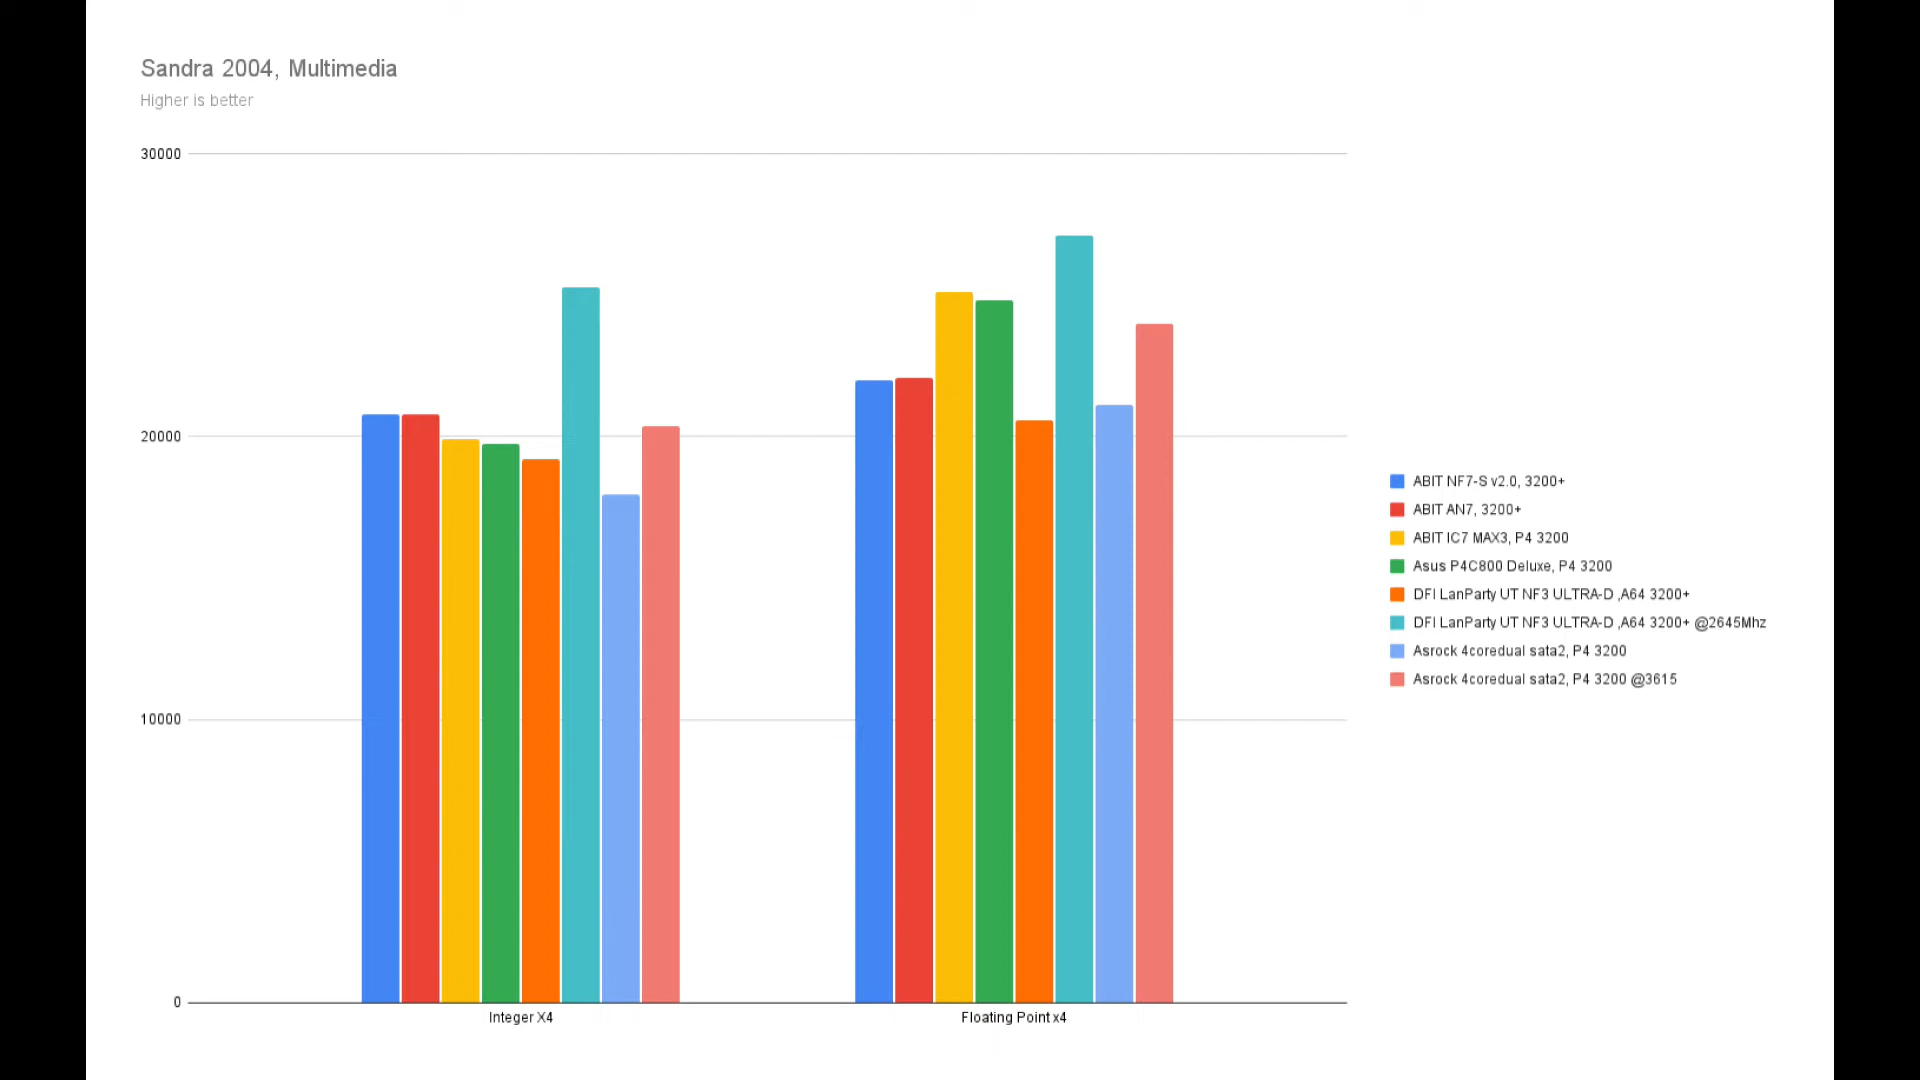 Sandra 2004, Multimedia
Higher is better
30000
20000
10000
0
Integer X4
Floating Point x4
ABIT NF7-S v2.0, 3200+
ABIT AN7, 3200+
ABIT IC7 MAX3, P4 3200
Asus P4C800 Deluxe, P4 3200
DFI LanParty UT NF3 ULTRA-D ,A64 3200+
DFI LanParty UT NF3 ULTRA-D ,A64 3200+ @2645Mhz
Asrock 4coredual sata2, P4 3200
Asrock 4coredual sata2, P4 3200 @3615